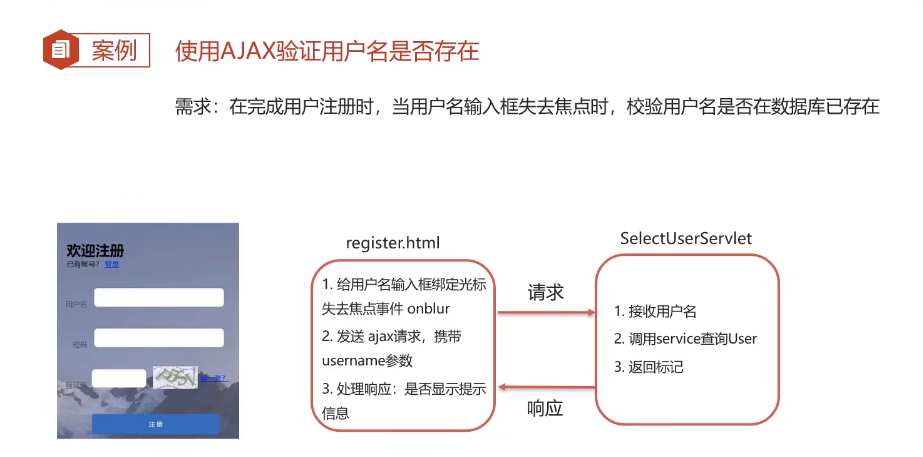 案例
使用AJAX验证用户名是否存在
需求：在完成用户注册时，当用户名输入框失去焦点时，校验用户名是否在数据库已存在
欢迎注册
已有帐号？ 登录
用户名
密码
验证码
注册
register.html
1. 给用户名输入框绑定光标
失去焦点事件 onblur
2. 发送 ajax请求，携带
username参数
3. 处理响应：是否显示提示
信息
请求
响应
SelectUserServlet
1. 接收用户名
2. 调用service查询User
3. 返回标记